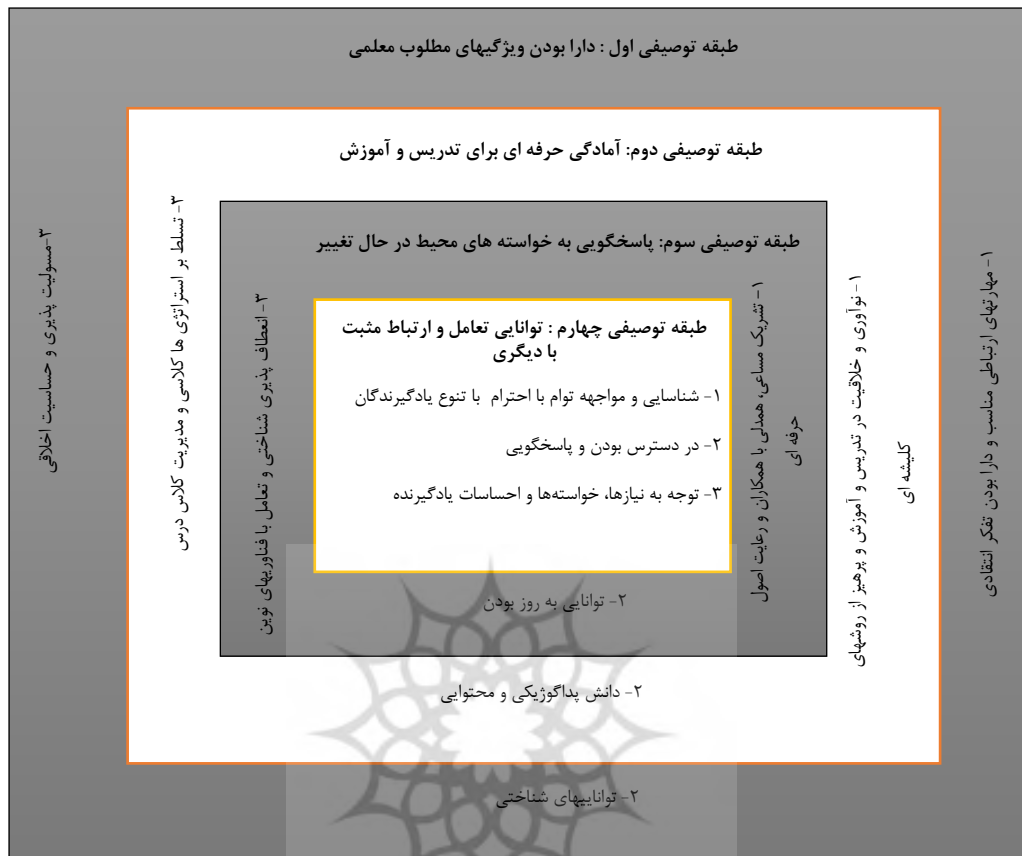 طبقه توصیفی اول : دارا بودن ویژگیهای مطلوب معلمی
۱- مهارتهای ارتباطی مناسب و دارا بودن تفکر انتقادی
۲- تواناییهای شناختی
۳-مسولیت پذیری و حساسیت اخلاقی
طبقه توصیفی دوم: آمادگی حرفه ای برای تدریس و آموزش
۱- نوآوری و خلاقیت در تدریس و آموزش و پرهیز از روشهای
کلیشه ای
۲- دانش پداگوژیکی و محتوایی
۳- تسلط بر استراتژی ها کلاسی و مدیریت کلاس درس
طبقه توصیفی سوم: پاسخگویی به خواسته های محیط در حال تغییر
۱- تشریک مساعی، همدلی با همکاران و رعایت اصول
حرفه ای
۲- توانایی به روز بودن
۳- انعطاف پذیری شناختی و تعامل با فناوریهای نوین
طبقه توصیفی چهارم : توانایی تعامل و ارتباط مثبت
با دیگری
۱- شناسایی و مواجهه توام با احترام با تنوع یادگیرندگان
۲- در دسترس بودن و پاسخگویی
۳- توجه به نیازها، خواسته‌ها و احساسات یادگیرنده